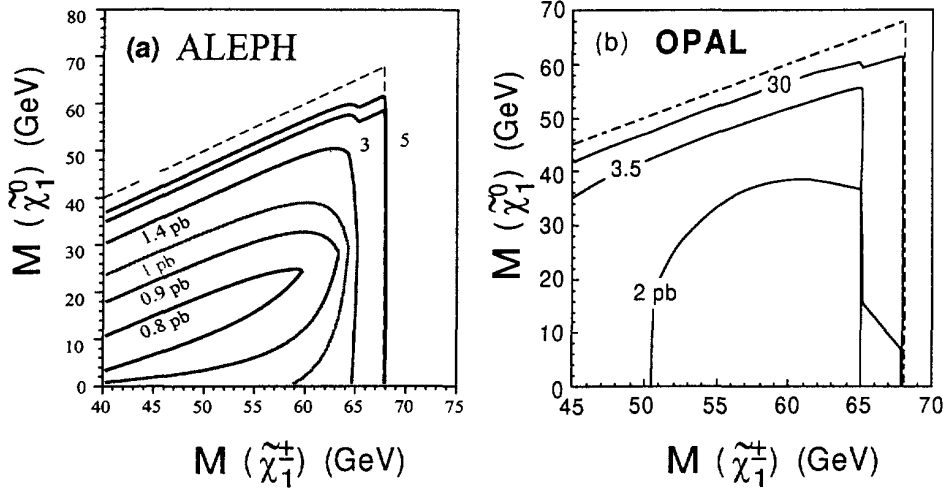 (a) ALEPH
80
70
60
50
40
30
20
10
0
M (χ̃⁰₁) (GeV)
3
5
1.4 pb
1 pb
0.9 pb
0.8 pb
40 45 50 55 60 65 70 75
M (χ̃±₁) (GeV)
(b) OPAL
70
60
50
40
30
20
10
0
M (χ̃⁰₁) (GeV)
30
3.5
2 pb
45 50 55 60 65 70
M (χ̃±₁) (GeV)